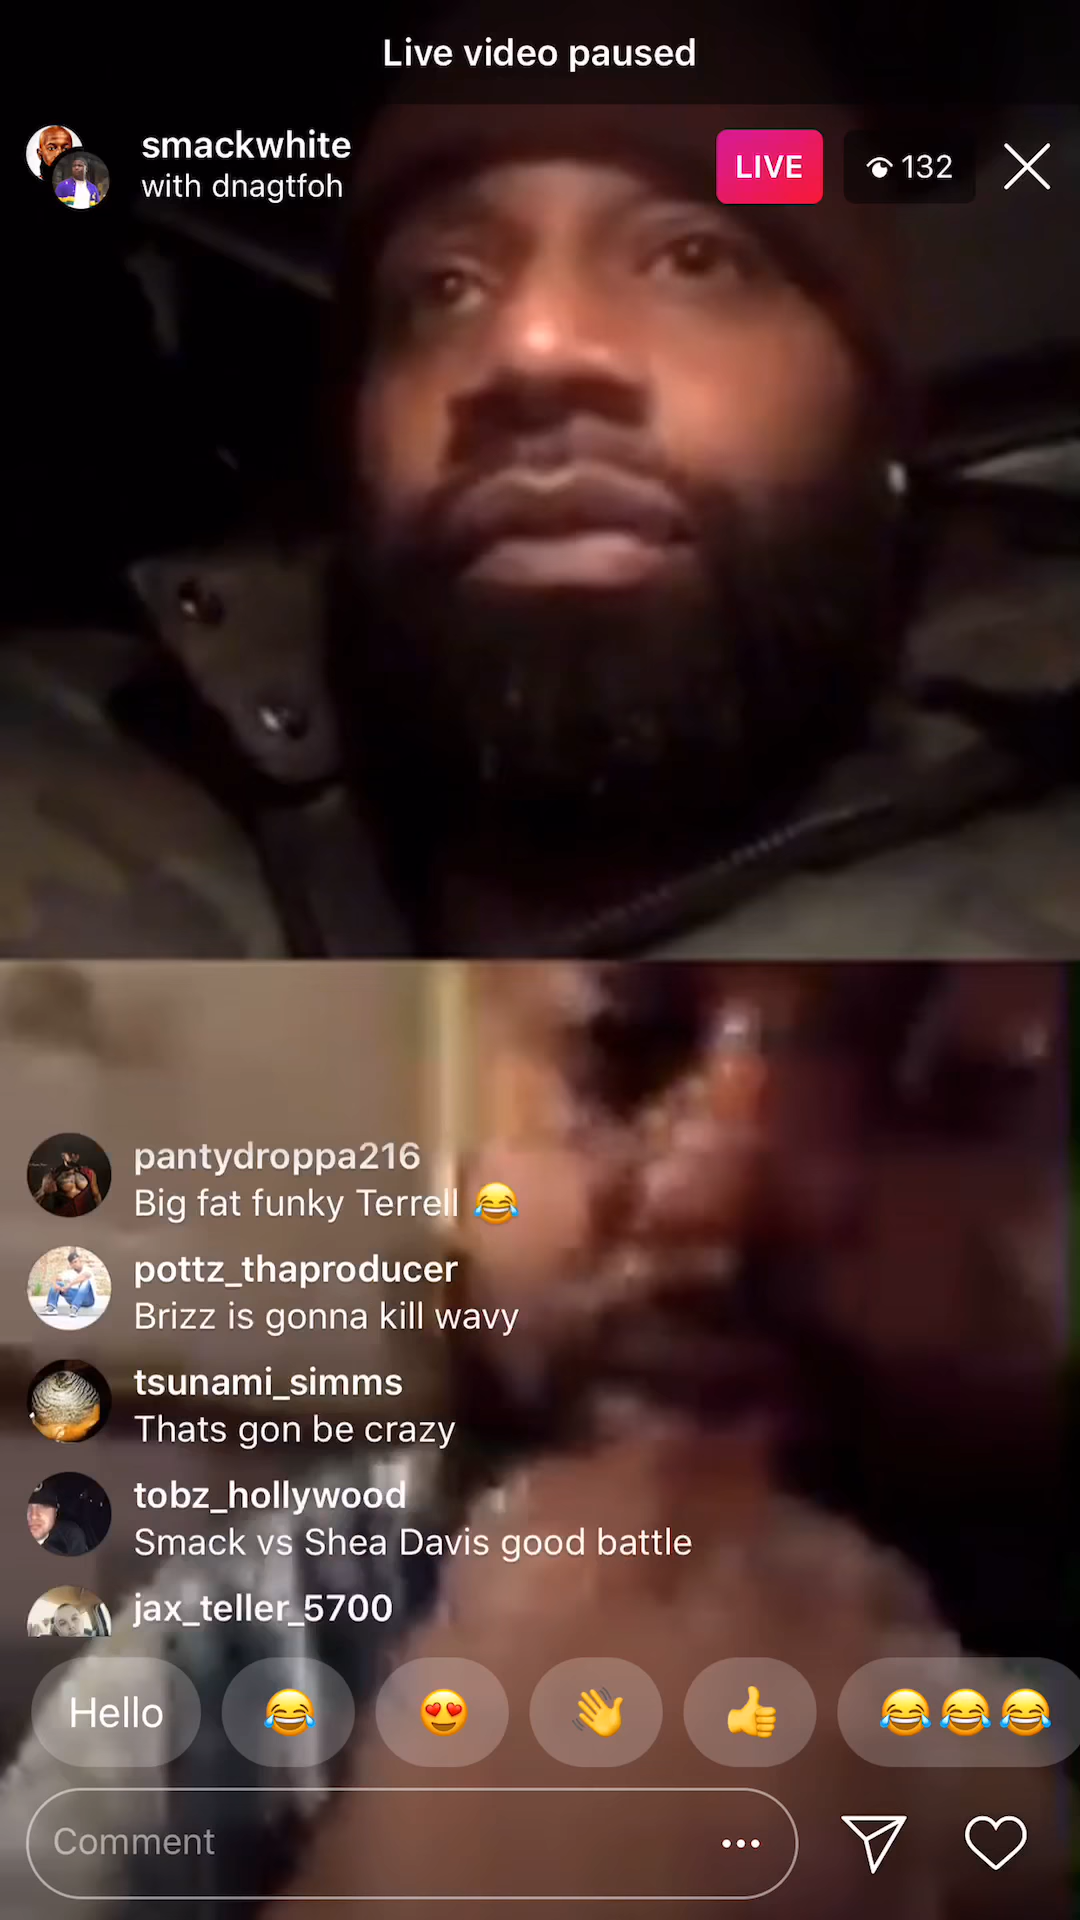 Live video paused
smackwhite
with dnagtfoh
LIVE
132
pantydroppa216
Big fat funky Terrell 😂
pottz_thaproducer
Brizz is gonna kill wavy
tsunami_simms
Thats gon be crazy
tobz_hollywood
Smack vs Shea Davis good battle
jax_teller_5700
Hello 😂 😍 👋 👍 😂😂😂
Comment